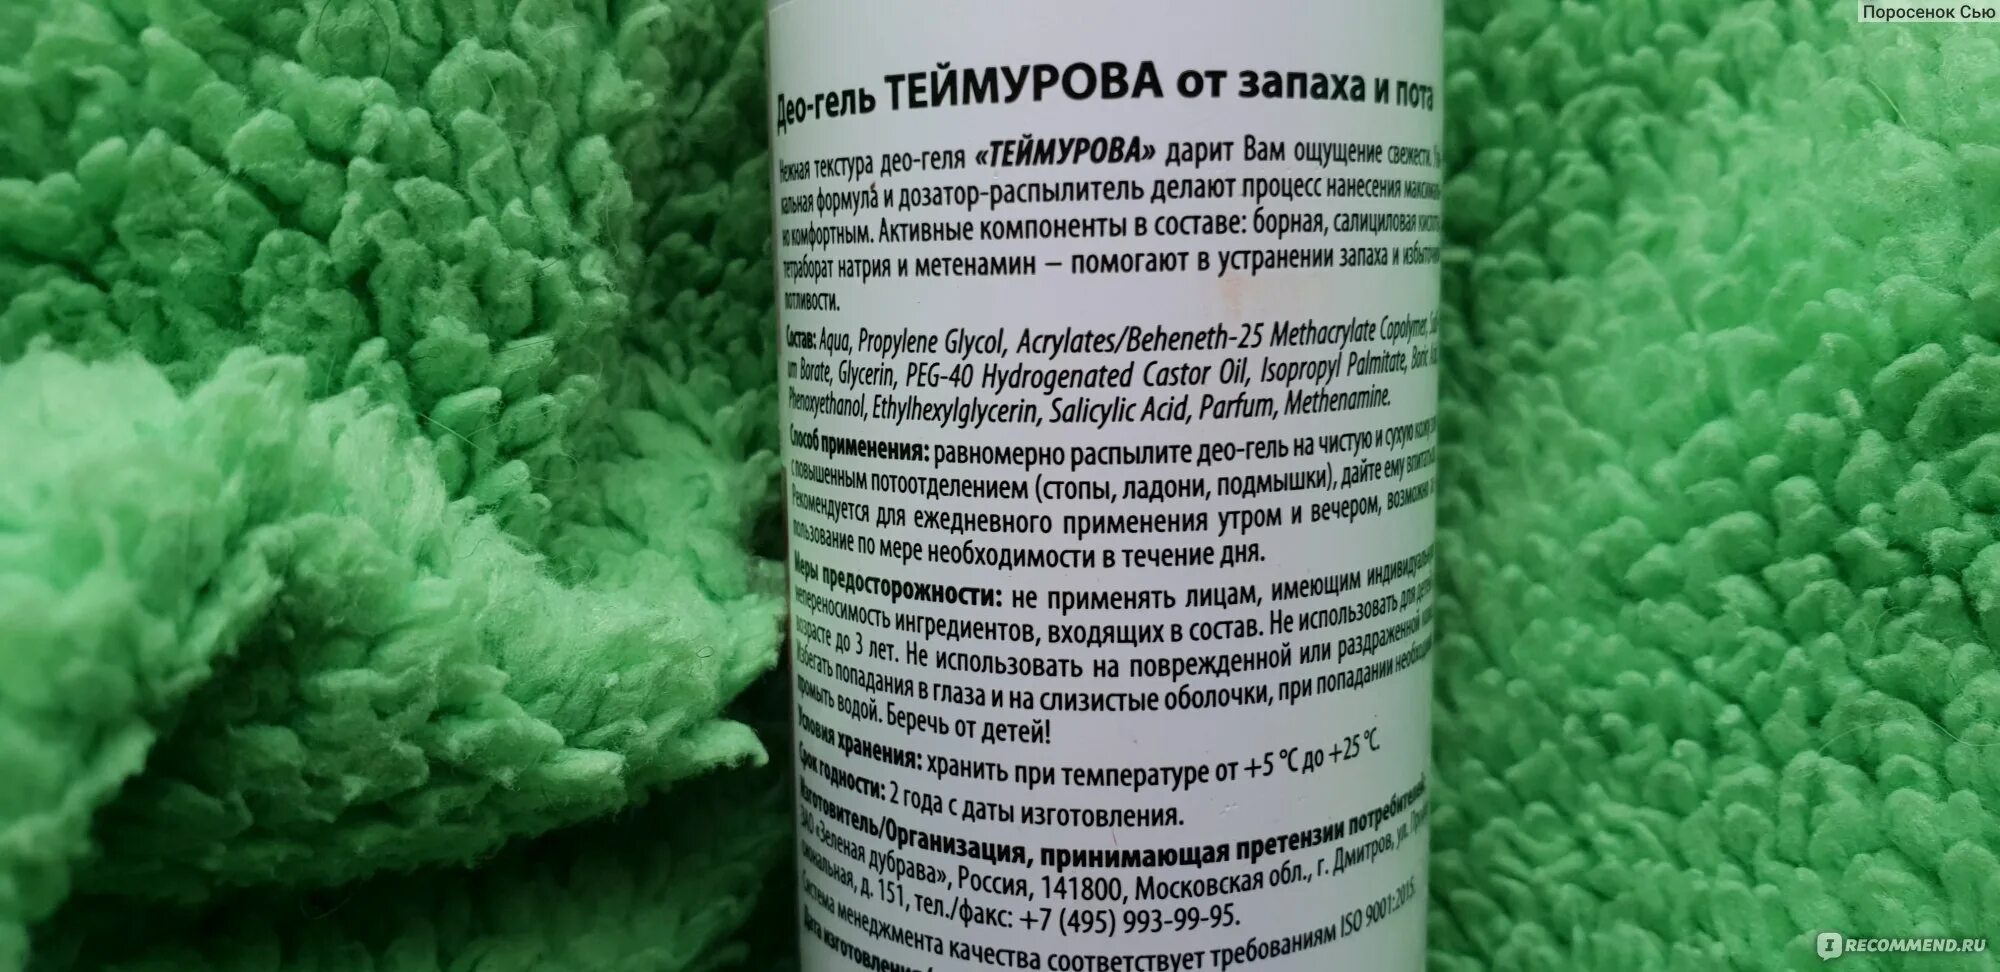 Поросенок Сью
Део-гель ТЕЙМУРОВА от запаха и пота
Нежная текстура део-геля «ТЕЙМУРОВА» дарит Вам ощущение свежести.
кальная формула и дозатор-распылитель делают процесс нанесения максималь-
но комфортным. Активные компоненты в составе: борная, салициловая
тетраборат натрия и метенамин – помогают в устранении запаха и
потливости.
Состав: Aqua, Propylene Glycol, Acrylates/Beheneth-25 Methacrylate Copolymer,
um Borate, Glycerin, PEG-40 Hydrogenated Castor Oil, Isopropyl Palmitate, Boric
Phenoxyethanol, Ethylhexylglycerin, Salicylic Acid, Parfum, Methenamine.
Способ применения: равномерно распылите део-гель на чистую и сухую кожу
с повышенным потоотделением (стопы, ладони, подмышки), дайте ему
Рекомендуется для ежедневного применения утром и вечером, возможно
пользование по мере необходимости в течение дня.
Меры предосторожности: не применять лицам, имеющим
непереносимость ингредиентов, входящих в состав. Не использовать для
возрасте до 3 лет. Не использовать на поврежденной или раздраженной
Избегать попадания в глаза и на слизистые оболочки, при попадании
промыть водой. Беречь от детей!
Условия хранения: хранить при температуре от +5 °С до +25 °С.
Срок годности: 2 года с даты изготовления.
Изготовитель/Организация, принимающая претензии потребителей:
ЗАО «Зеленая дубрава», Россия, 141800, Московская обл., г. Дмитров, ул.
сиональная, д. 151, тел./факс: +7 (495) 993-99-95.
Система менеджмента качества соответствует требованиям ISO 9001:2015.
Дата изготовления
IRECOMMEND.RU